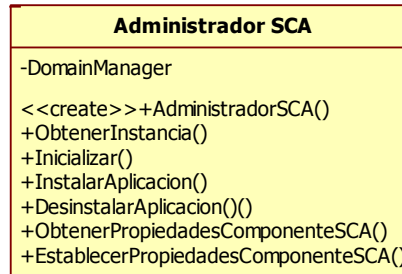 Administrador SCA
-DomainManager
<<create>>+AdministradorSCA()
+ObtenerInstancia()
+Inicializar()
+InstalarAplicacion()
+DesinstalarAplicacion()()
+ObtenerPropiedadesComponenteSCA()
+EstablecerPropiedadesComponenteSCA()